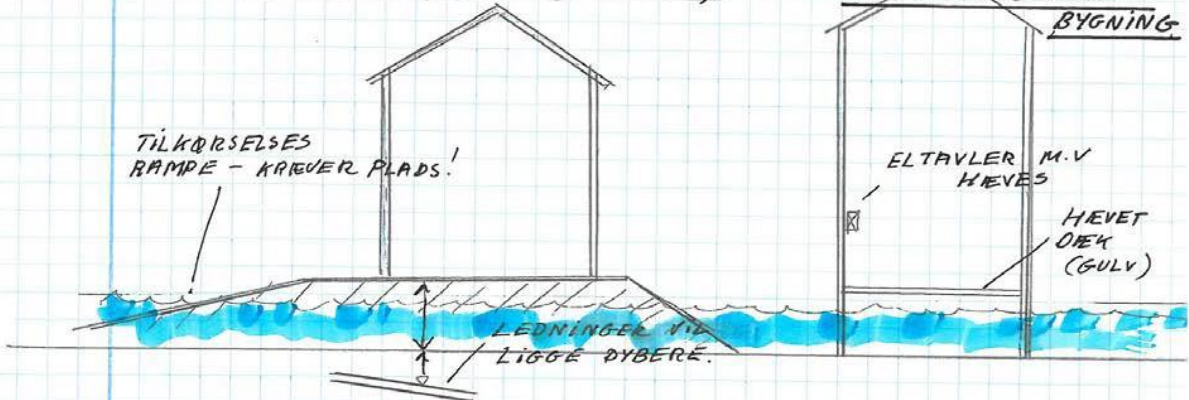 BYGNING
TILKØRSELSES
RAMPE - KRÆVER PLADS!
ELTAVLER M.V
HÆVES
HÆVET
DÆK
(GULV)
LEDNINGER VIL
LIGGE DYBERE.